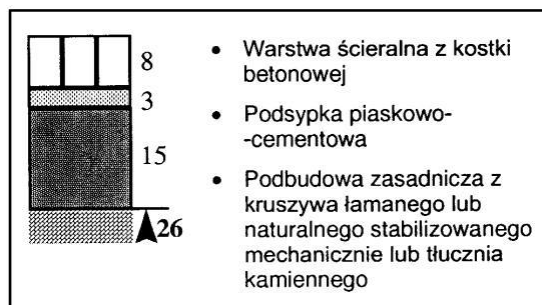 8
3
15
26
• Warstwa ścieralna z kostki
betonowej
• Podsypka piaskowo-
-cementowa
• Podbudowa zasadnicza z
kruszywa łamanego lub
naturalnego stabilizowanego
mechanicznie lub tłucznia
kamiennego